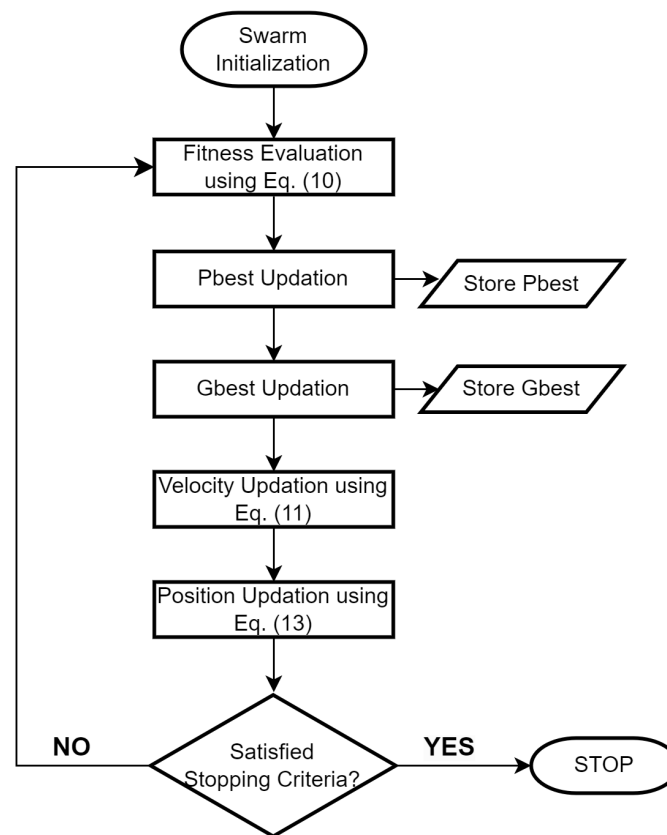 Swarm
Initialization
Fitness Evaluation
using Eq. (10)
Pbest Updation
Store Pbest
Gbest Updation
Store Gbest
Velocity Updation using
Eq. (11)
Position Updation using
Eq. (13)
NO
Satisfied
Stopping Criteria?
YES
STOP